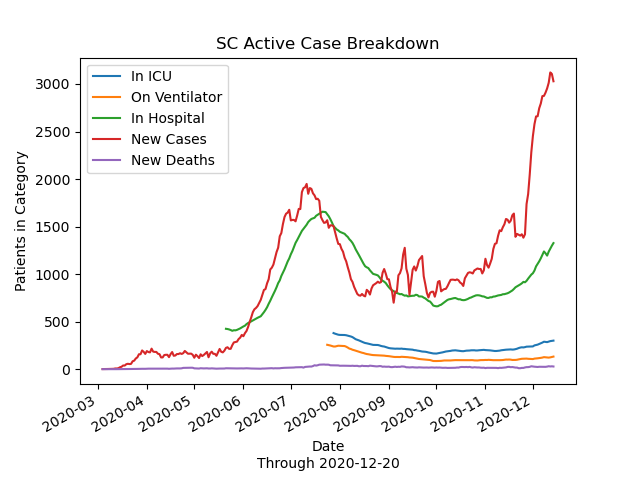 SC Active Case Breakdown
In ICU
On Ventilator
In Hospital
New Cases
New Deaths
Patients in Category
3000
2500
2000
1500
1000
500
0
2020-03
2020-04
2020-05
2020-06
2020-07
2020-08
2020-09
2020-10
2020-11
2020-12
Date
Through 2020-12-20